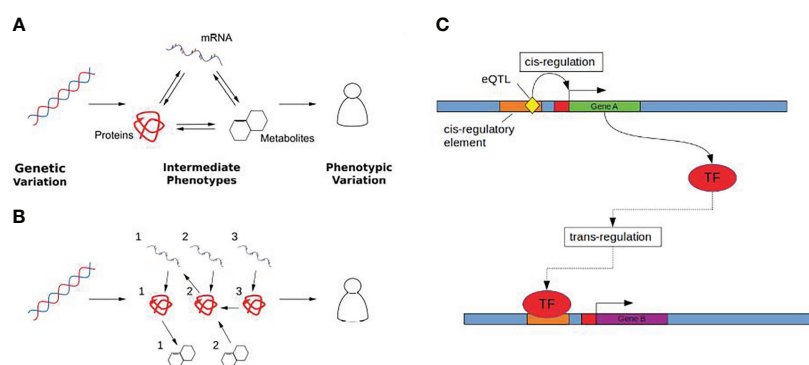 A
mRNA
Proteins
Metabolites
Genetic
Variation
Intermediate
Phenotypes
Phenotypic
Variation
B
1
2
3
1
2
3
1
2
C
cis-regulation
eQTL
Gene A
cis-regulatory
element
TF
trans-regulation
TF
Gene B